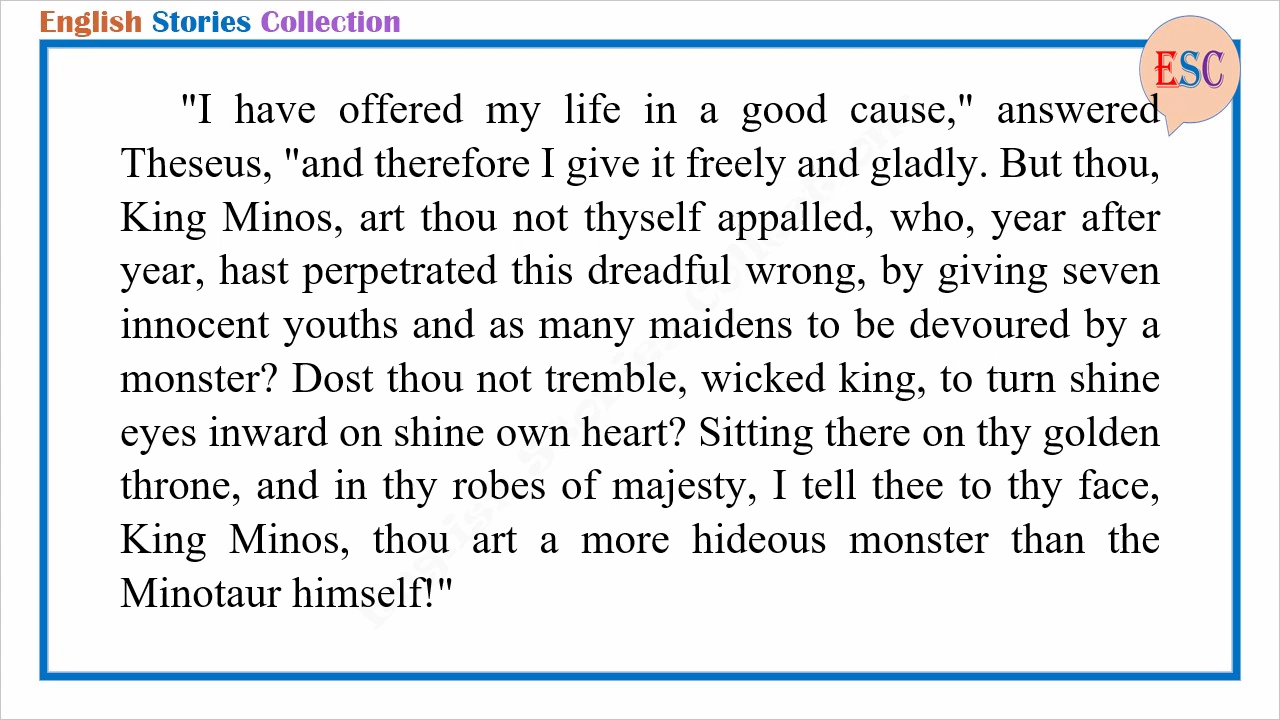 English Stories Collection
ESC
"I have offered my life in a good cause," answered
Theseus, "and therefore I give it freely and gladly. But thou,
King Minos, art thou not thyself appalled, who, year after
year, hast perpetrated this dreadful wrong, by giving seven
innocent youths and as many maidens to be devoured by a
monster? Dost thou not tremble, wicked king, to turn shine
eyes inward on shine own heart? Sitting there on thy golden
throne, and in thy robes of majesty, I tell thee to thy face,
King Minos, thou art a more hideous monster than the
Minotaur himself!"
English Stories Collection